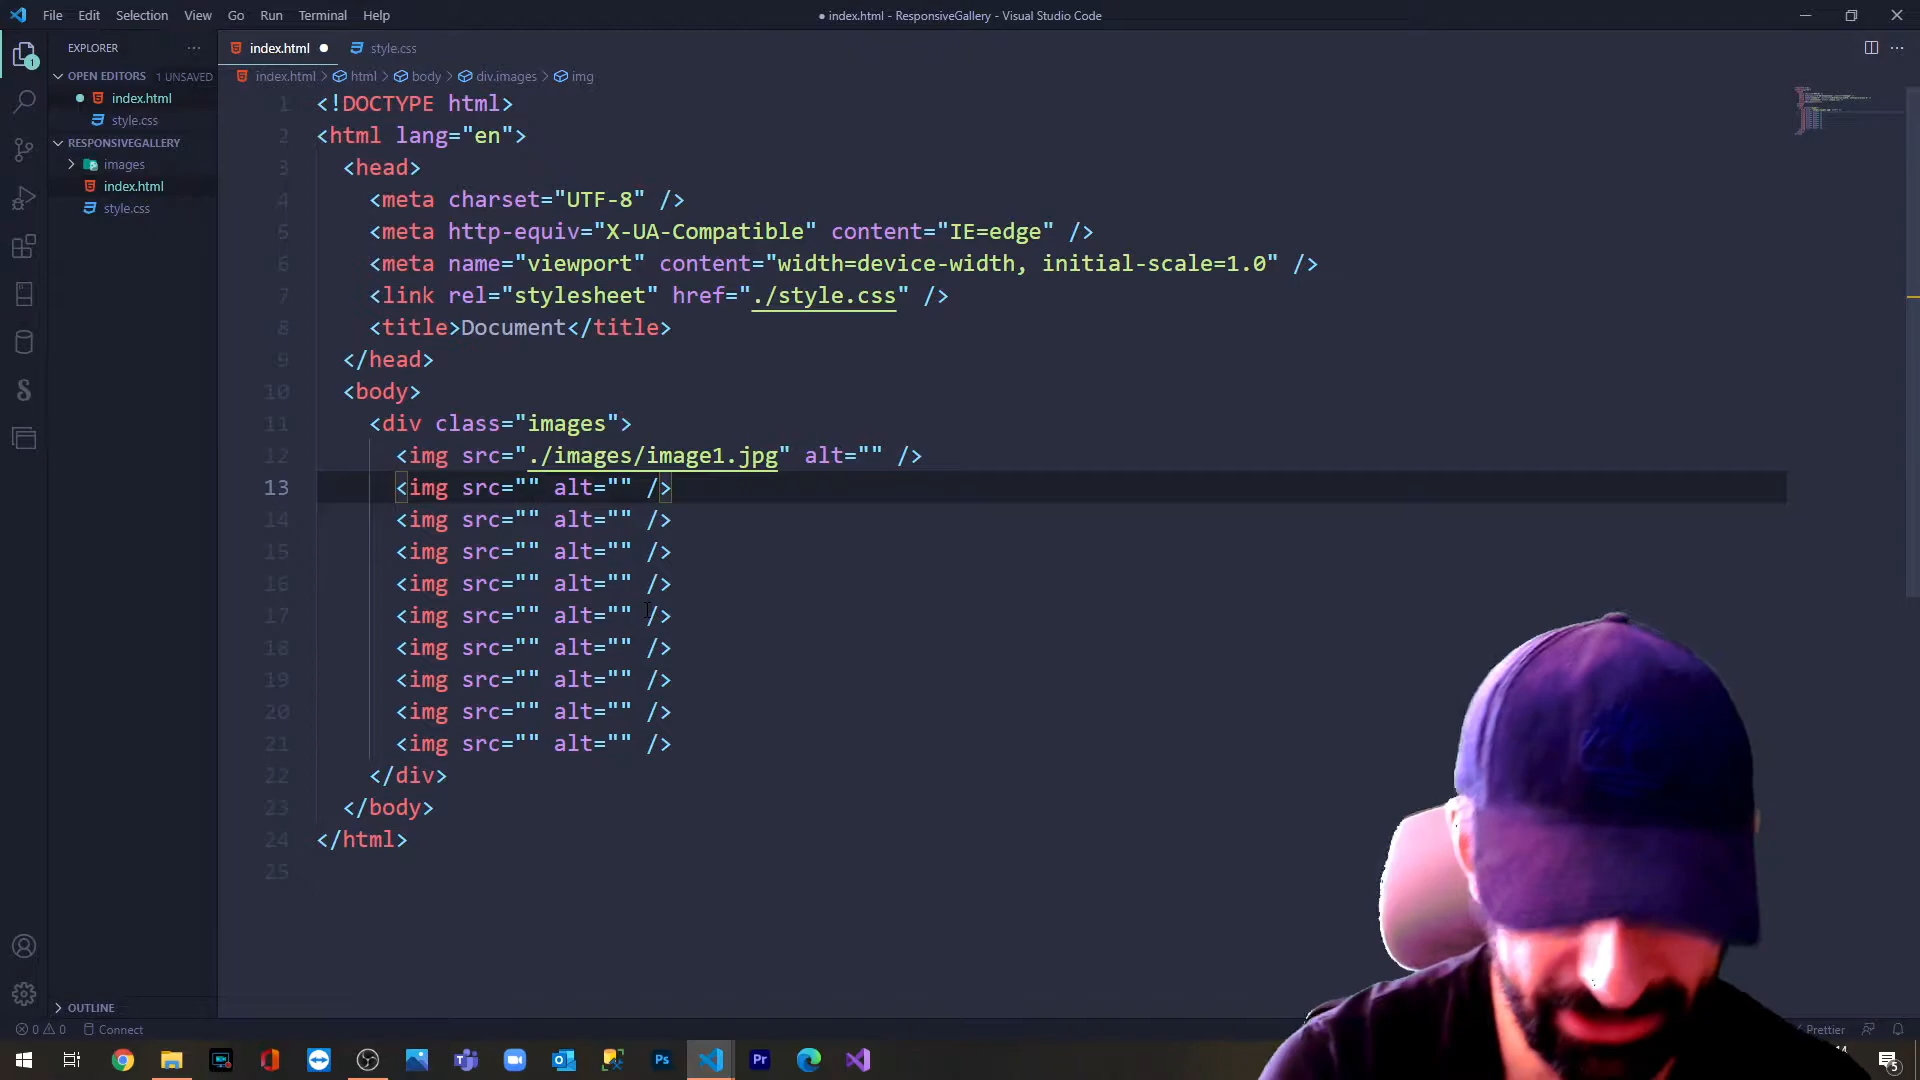 File Edit Selection View Go Run Terminal Help
● index.html - ResponsiveGallery - Visual Studio Code
EXPLORER
index.html
style.css
1
OPEN EDITORS 1 UNSAVED
index.html > html > body > div.images > img
index.html
style.css
RESPONSIVEGALLERY
images
index.html
style.css
1 <!DOCTYPE html>
2 <html lang="en">
3 <head>
4 <meta charset="UTF-8" />
5 <meta http-equiv="X-UA-Compatible" content="IE=edge" />
6 <meta name="viewport" content="width=device-width, initial-scale=1.0" />
7 <link rel="stylesheet" href="./style.css" />
8 <title>Document</title>
9 </head>
10 <body>
11 <div class="images">
12 <img src="./images/image1.jpg" alt="" />
13 <img src="" alt="" />
14 <img src="" alt="" />
15 <img src="" alt="" />
16 <img src="" alt="" />
17 <img src="" alt="" />
18 <img src="" alt="" />
19 <img src="" alt="" />
20 <img src="" alt="" />
21 <img src="" alt="" />
22 </div>
23 </body>
24 </html>
25
OUTLINE
0 0 Connect
Prettier
Ps
Pr
5